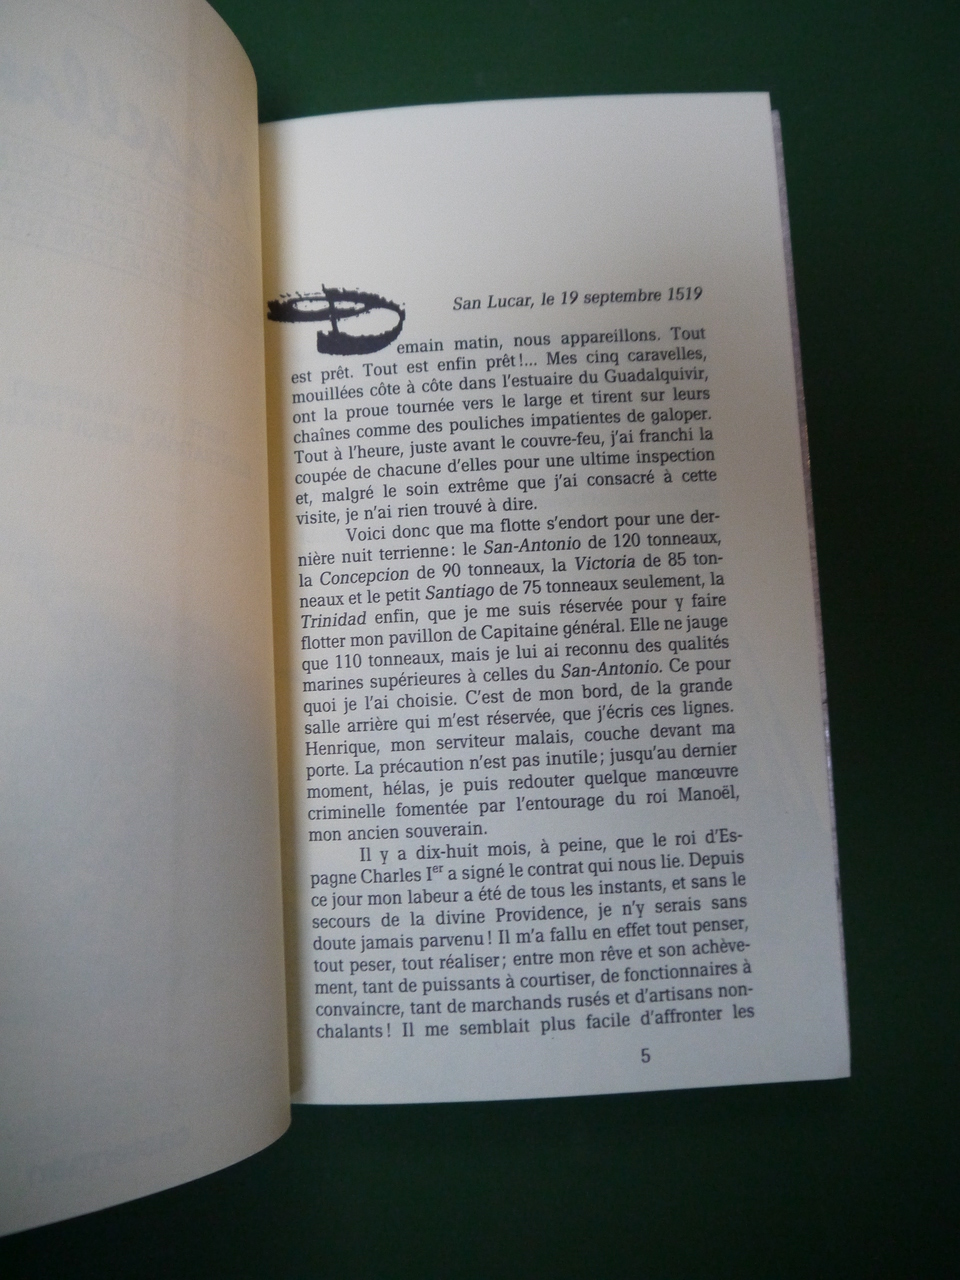 San Lucar, le 19 septembre 1519
Demain matin, nous appareillons. Tout
est prêt. Tout est enfin prêt !... Mes cinq caravelles,
mouillées côte à côte dans l'estuaire du Guadalquivir,
ont la proue tournée vers le large et tirent sur leurs
chaînes comme des pouliches impatientes de galoper.
Tout à l'heure, juste avant le couvre-feu, j'ai franchi la
coupée de chacune d'elles pour une ultime inspection
et, malgré le soin extrême que j'ai consacré à cette
visite, je n'ai rien trouvé à dire.
Voici donc que ma flotte s'endort pour une der-
nière nuit terrienne : le San-Antonio de 120 tonneaux,
la Concepcion de 90 tonneaux, la Victoria de 85 ton-
neaux et le petit Santiago de 75 tonneaux seulement, la
Trinidad enfin, que je me suis réservée pour y faire
flotter mon pavillon de Capitaine général. Elle ne jauge
que 110 tonneaux, mais je lui ai reconnu des qualités
marines supérieures à celles du San-Antonio. Ce pour
quoi je l'ai choisie. C'est de mon bord, de la grande
salle arrière qui m'est réservée, que j'écris ces lignes.
Henrique, mon serviteur malais, couche devant ma
porte. La précaution n'est pas inutile ; jusqu'au dernier
moment, hélas, je puis redouter quelque manœuvre
criminelle fomentée par l'entourage du roi Manoël,
mon ancien souverain.
Il y a dix-huit mois, à peine, que le roi d'Es-
pagne Charles Ier a signé le contrat qui nous lie. Depuis
ce jour mon labeur a été de tous les instants, et sans le
secours de la divine Providence, je n'y serais sans
doute jamais parvenu ! Il m'a fallu en effet tout penser,
tout peser, tout réaliser ; entre mon rêve et son achève-
ment, tant de puissants à courtiser, de fonctionnaires à
convaincre, tant de marchands rusés et d'artisans non-
chalants ! Il me semblait plus facile d'affronter les
5